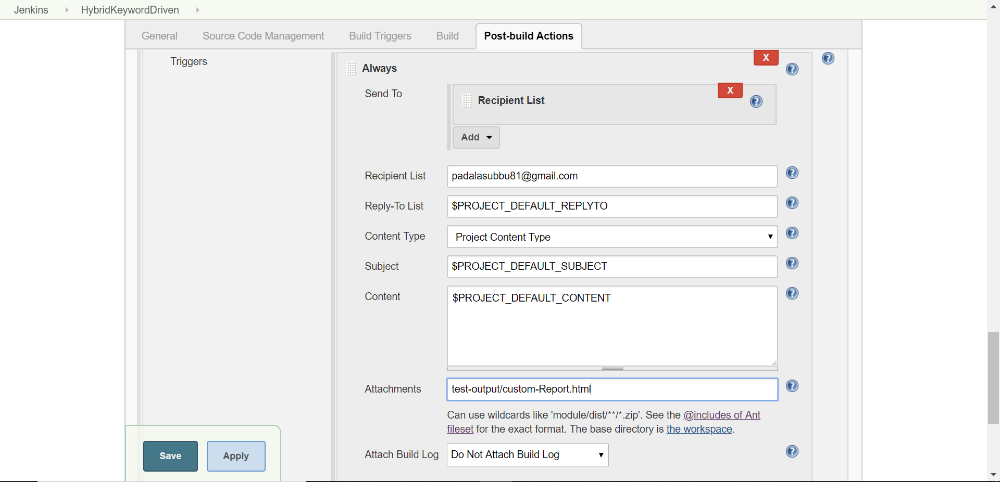 Jenkins HybridKeywordDriven
General Source Code Management Build Triggers Build Post-build Actions
Triggers
X
Always
Send To
X
Recipient List
Add
Recipient List padalasubbu81@gmail.com
Reply-To List $PROJECT_DEFAULT_REPLYTO
Content Type Project Content Type
Subject $PROJECT_DEFAULT_SUBJECT
Content $PROJECT_DEFAULT_CONTENT
Attachments test-output/custom-Report.html
Can use wildcards like 'module/dist/**/*.zip'. See the @includes of Ant
fileset for the exact format. The base directory is the workspace.
Attach Build Log Do Not Attach Build Log
Save Apply